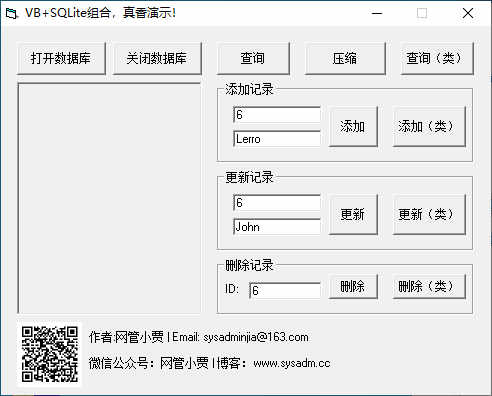 VB+SQLite组合，真香演示!
打开数据库 关闭数据库 查询 压缩 查询（类）
添加记录
6
Lerro
添加 添加（类）
更新记录
6
John
更新 更新（类）
删除记录
ID: 6 删除 删除（类）
作者:网管小贾 | Email: sysadminjia@163.com
微信公众号：网管小贾 | 博客：www.sysadm.cc